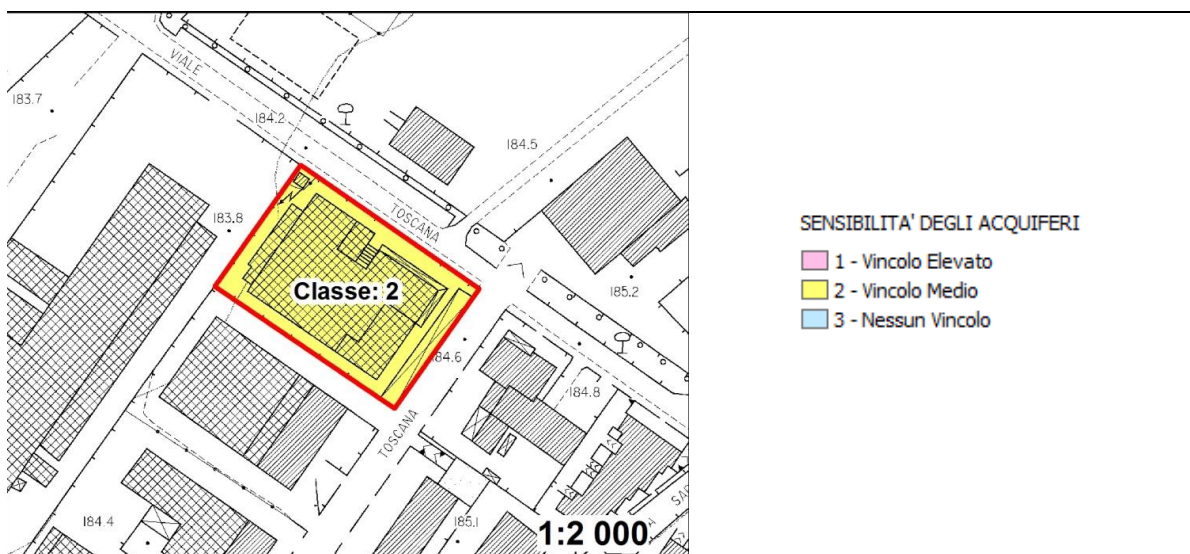 VIALE
183.7
184.2
184.5
183.8
TOSCANA
Classe: 2
185.2
184.6
184.8
TOSCANA
184.4
185.1
1:2 000
SENSIBILITA' DEGLI ACQUIFERI
1 - Vincolo Elevato
2 - Vincolo Medio
3 - Nessun Vincolo